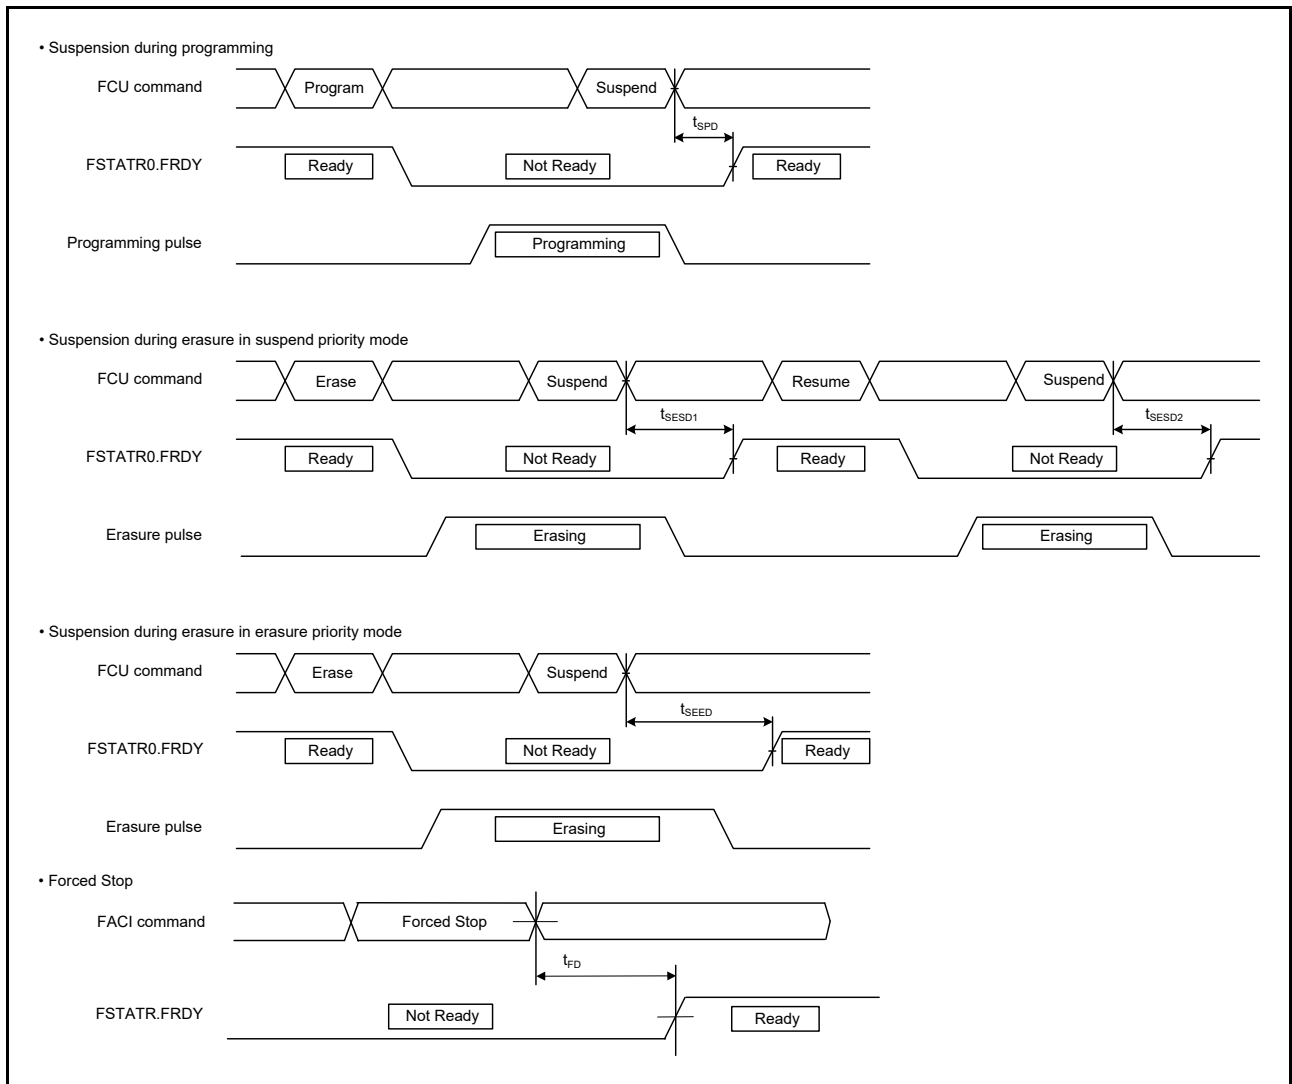 • Suspension during programming
FCU command Program Suspend
tSPD
FSTATR0.FRDY Ready Not Ready Ready
Programming pulse Programming
• Suspension during erasure in suspend priority mode
FCU command Erase Suspend Resume Suspend
tSESD1 tSESD2
FSTATR0.FRDY Ready Not Ready Ready Not Ready
Erasure pulse Erasing Erasing
• Suspension during erasure in erasure priority mode
FCU command Erase Suspend
tSEED
FSTATR0.FRDY Ready Not Ready Ready
Erasure pulse Erasing
• Forced Stop
FACI command Forced Stop
tFD
FSTATR.FRDY Not Ready Ready